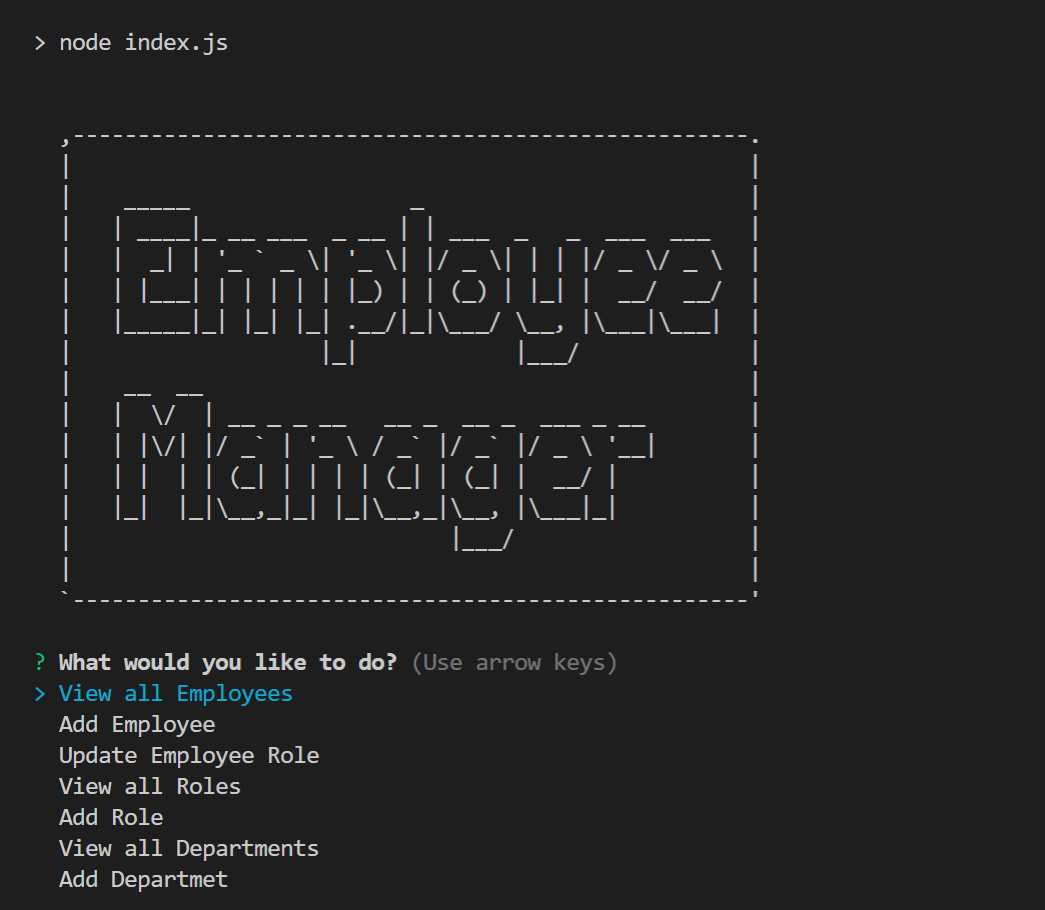 > node index.js
Employee
Manager
? What would you like to do? (Use arrow keys)
> View all Employees
Add Employee
Update Employee Role
View all Roles
Add Role
View all Departments
Add Departmet